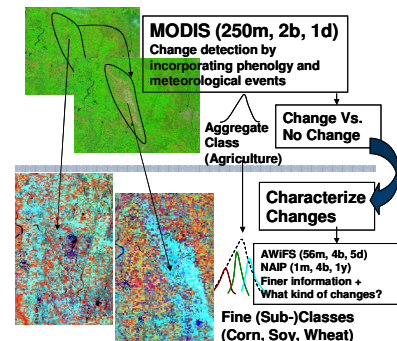 MODIS (250m, 2b, 1d)
Change detection by
incorporating phenolgy and
meteorological events
Aggregate
Class
(Agriculture)
Change Vs.
No Change
Characterize
Changes
AWiFS (56m, 4b, 5d)
NAIP (1m, 4b, 1y)
Finer information +
What kind of changes?
Fine (Sub-)Classes
(Corn, Soy, Wheat)